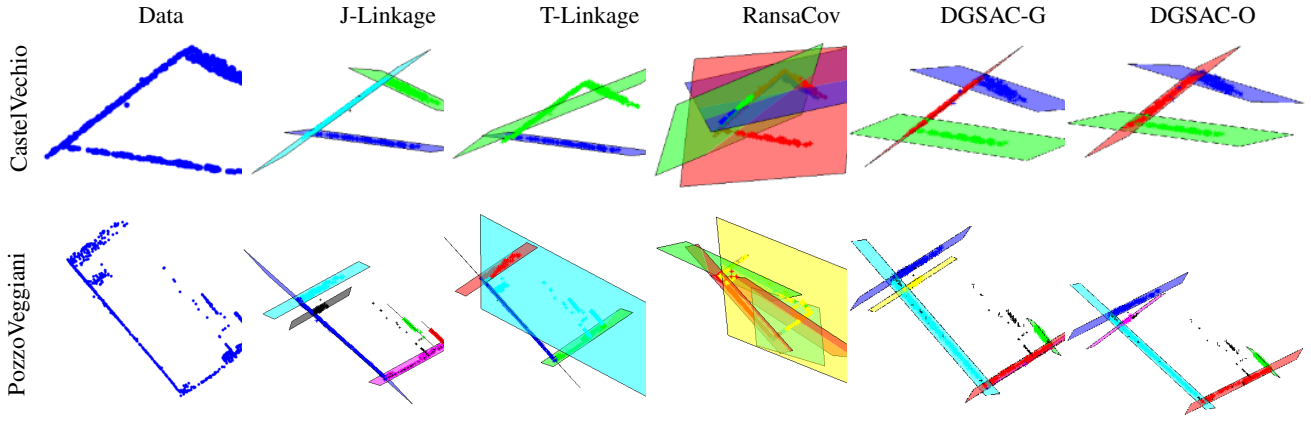 Data J-Linkage T-Linkage RansaCov DGSAC-G DGSAC-O
CastelVechio
PozzoVeggiani